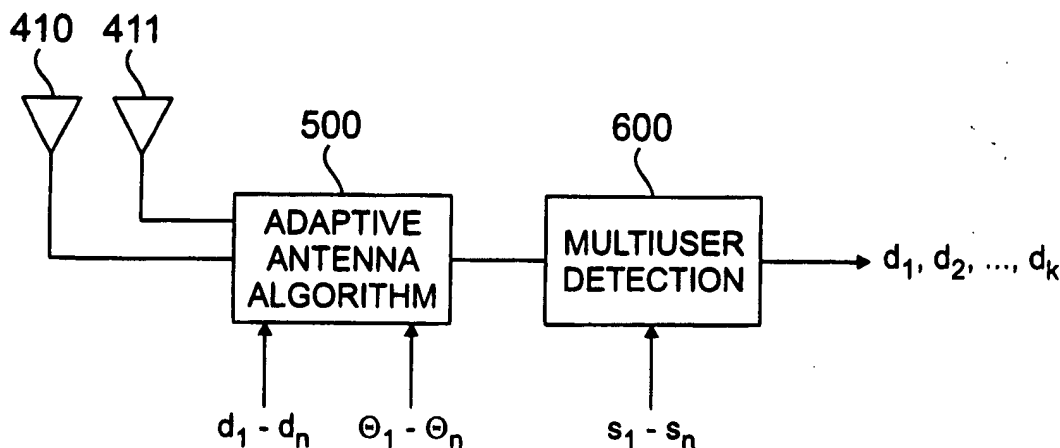 410 411
500
600
ADAPTIVE
ANTENNA
ALGORITHM
MULTIUSER
DETECTION
d₁, d₂, ..., dₖ
d₁ - dₙ
Θ₁ - Θₙ
s₁ - sₙ